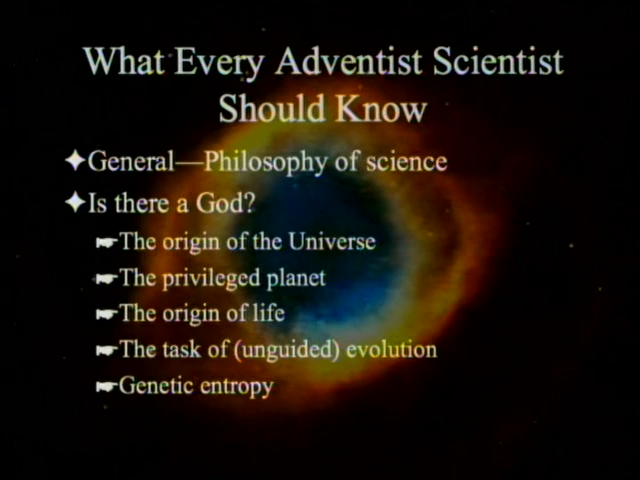 What Every Adventist Scientist
Should Know
General—Philosophy of science
Is there a God?
The origin of the Universe
The privileged planet
The origin of life
The task of (unguided) evolution
Genetic entropy